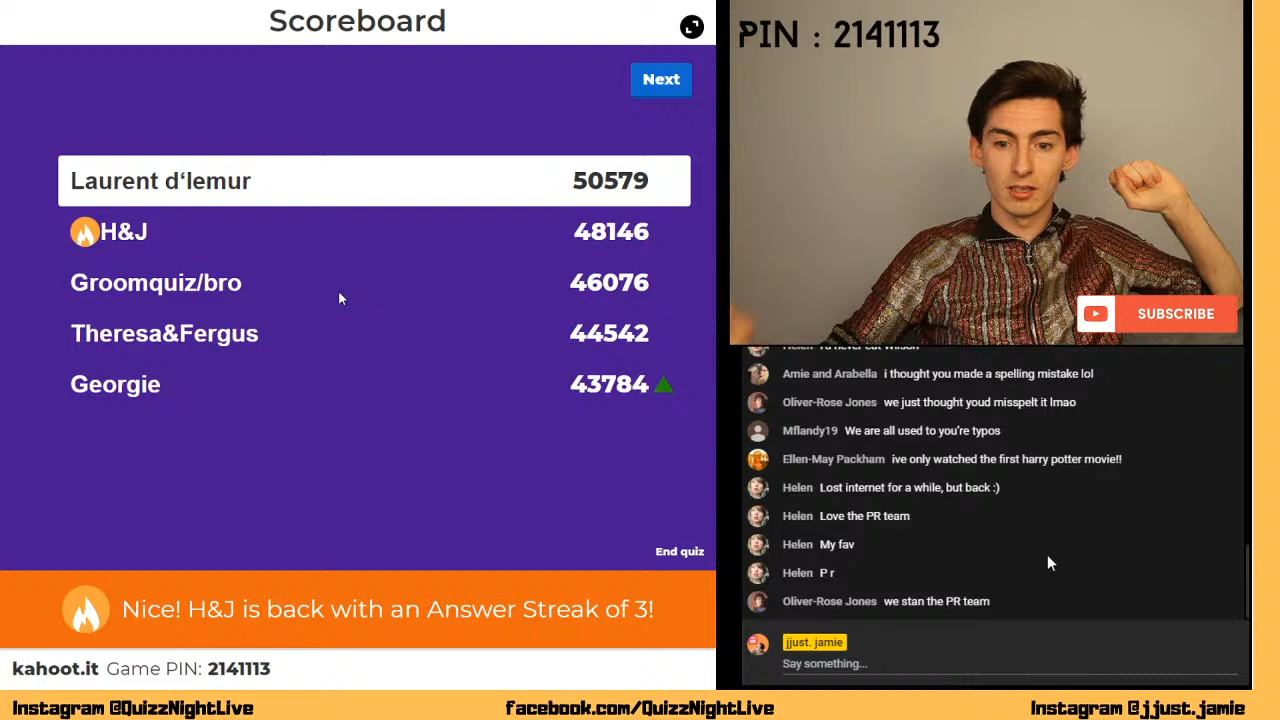 Scoreboard
Next
Laurent d‘lemur 50579
H&J 48146
Groomquiz/bro 46076
Theresa&Fergus 44542
Georgie 43784
End quiz
Nice! H&J is back with an Answer Streak of 3!
kahoot.it Game PIN: 2141113
PIN : 2141113
SUBSCRIBE
Helen I'd never eat Wilson
Amie and Arabella i thought you made a spelling mistake lol
Oliver-Rose Jones we just thought youd misspelt it lmao
Mflandy19 We are all used to you’re typos
Ellen-May Packham ive only watched the first harry potter movie!!
Helen Lost internet for a while, but back :)
Helen Love the PR team
Helen My fav
Helen P r
Oliver-Rose Jones we stan the PR team
jjust. jamie
Say something...
Instagram @QuizzNightLive facebook.com/QuizzNightLive Instagram @jjust.jamie